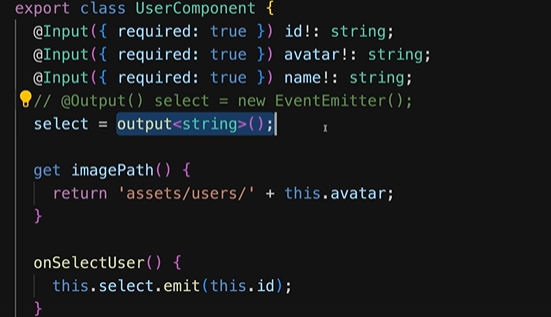 export class UserComponent {
@Input({ required: true }) id!: string;
@Input({ required: true }) avatar!: string;
@Input({ required: true }) name!: string;
// @Output() select = new EventEmitter();
select = output<string>();
get imagePath() {
return 'assets/users/' + this.avatar;
}
onSelectUser() {
this.select.emit(this.id);
}